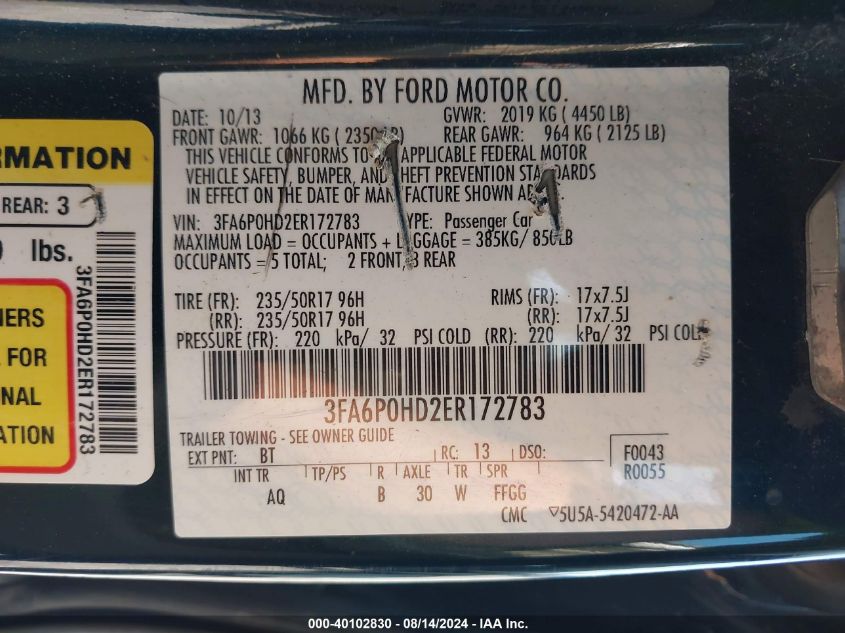 MFD. BY FORD MOTOR CO.
DATE: 10/13 GVWR: 2019 KG ( 4450 LB)
FRONT GAWR: 1066 KG ( 2350 LB) REAR GAWR: 964 KG ( 2125 LB)
THIS VEHICLE CONFORMS TO APPLICABLE FEDERAL MOTOR
VEHICLE SAFETY, BUMPER, AND THEFT PREVENTION STANDARDS
IN EFFECT ON THE DATE OF MANUFACTURE SHOWN
VIN: 3FA6P0HD2ER172783 TYPE: Passenger Car
MAXIMUM LOAD = OCCUPANTS + LUGGAGE = 385KG/ 850LB
OCCUPANTS = 5 TOTAL; 2 FRONT, 3 REAR
TIRE (FR): 235/50R17 96H RIMS (FR): 17x7.5J
(RR): 235/50R17 96H (RR): 17x7.5J
PRESSURE (FR): 220 kPa/ 32 PSI COLD (RR): 220 kPa/ 32 PSI COLD
3FA6P0HD2ER172783
TRAILER TOWING - SEE OWNER GUIDE
EXT PNT: BT RC: 13 DSO: F0043
INT TR TP/PS R AXLE TR SPR R0055
AQ B 30 W FFGG
CMC ▽5U5A-5420472-AA
RMATION
REAR: 3
lbs.
3FA6P0HD2ER172783
NERS
L FOR
NAL
ATION
000-40102830 - 08/14/2024 - IAA Inc.